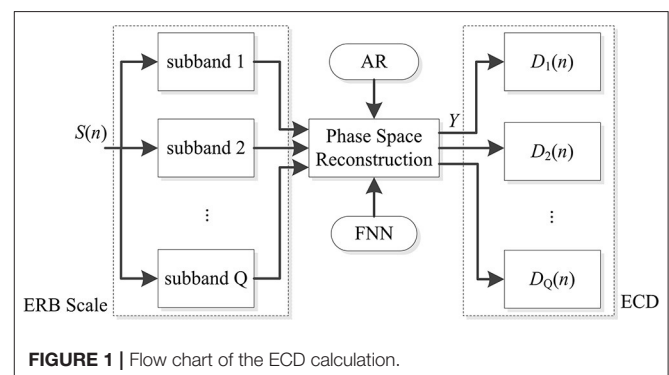 S(n)
subband 1
subband 2
⋮
subband Q
ERB Scale
AR
Phase Space
Reconstruction
FNN
Y
D₁(n)
D₂(n)
⋮
D_Q(n)
ECD
FIGURE 1 | Flow chart of the ECD calculation.